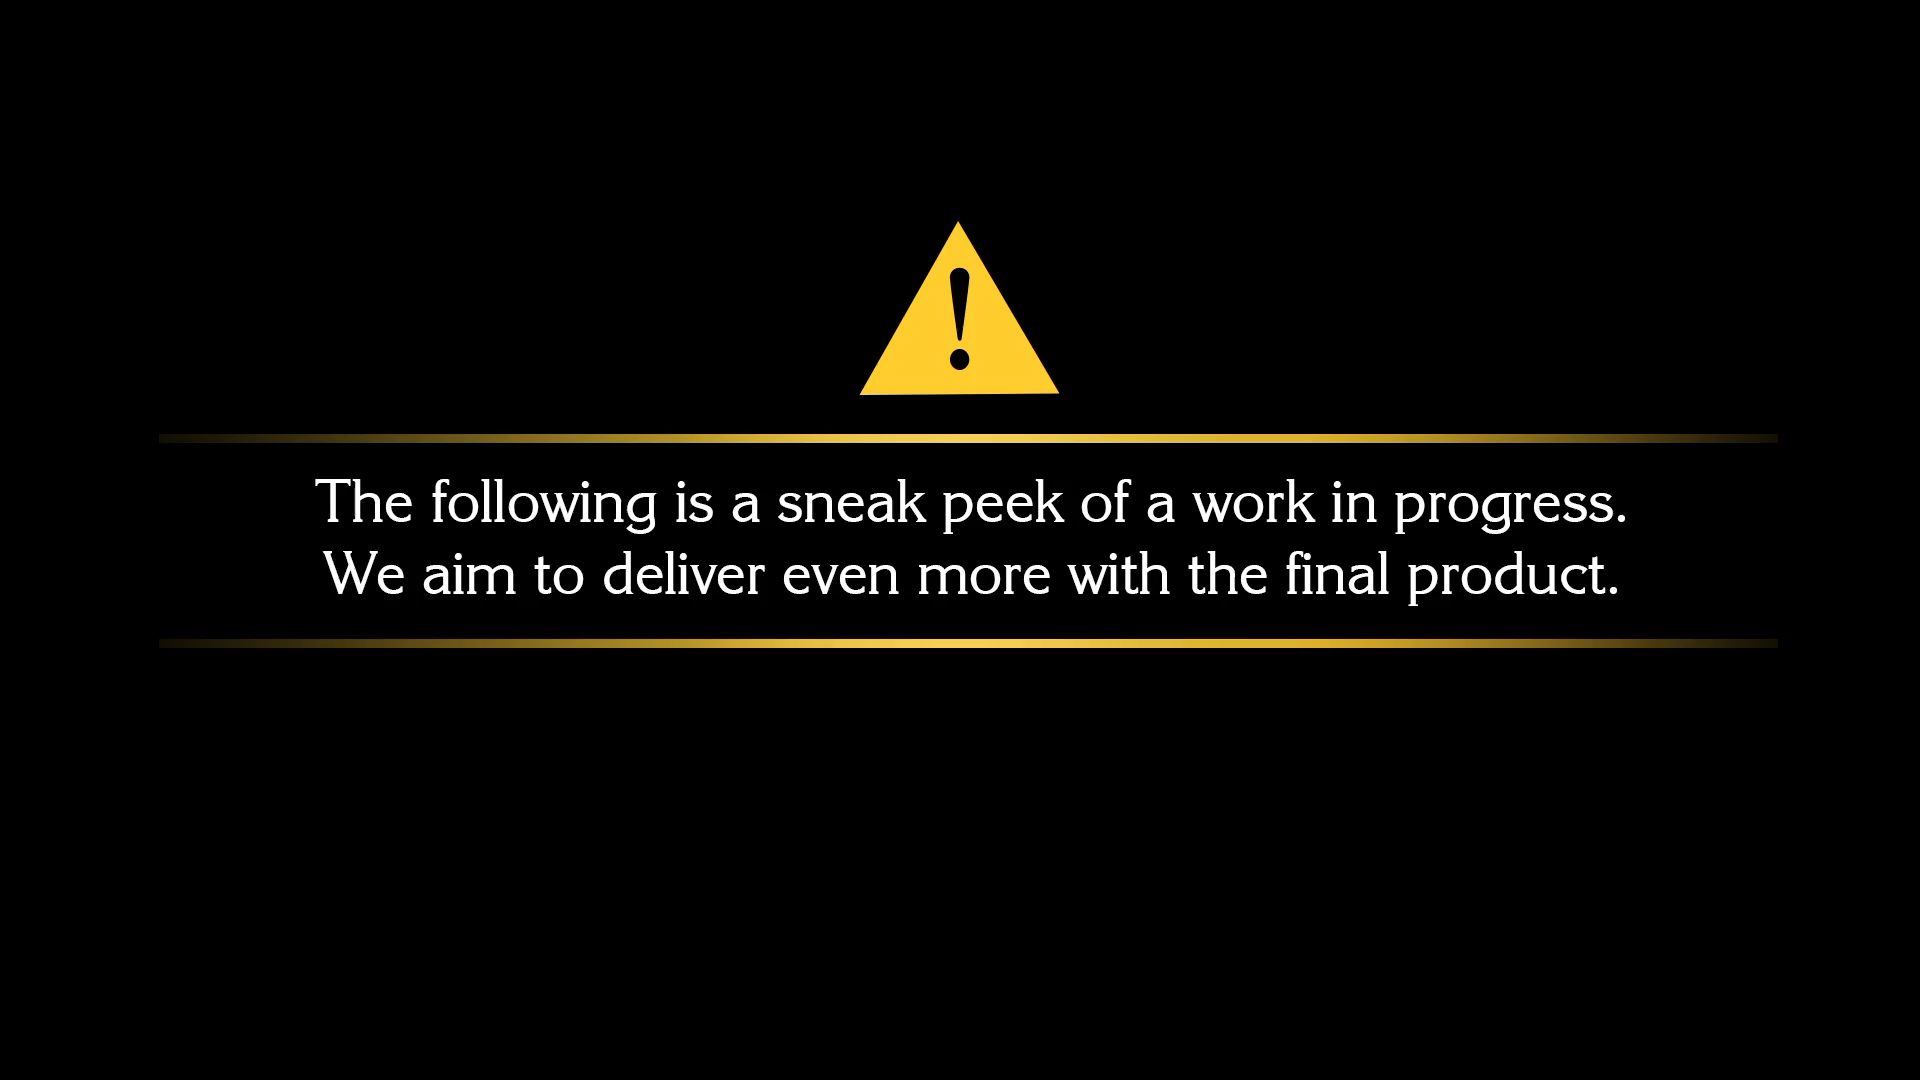 The following is a sneak peek of a work in progress.
We aim to deliver even more with the final product.